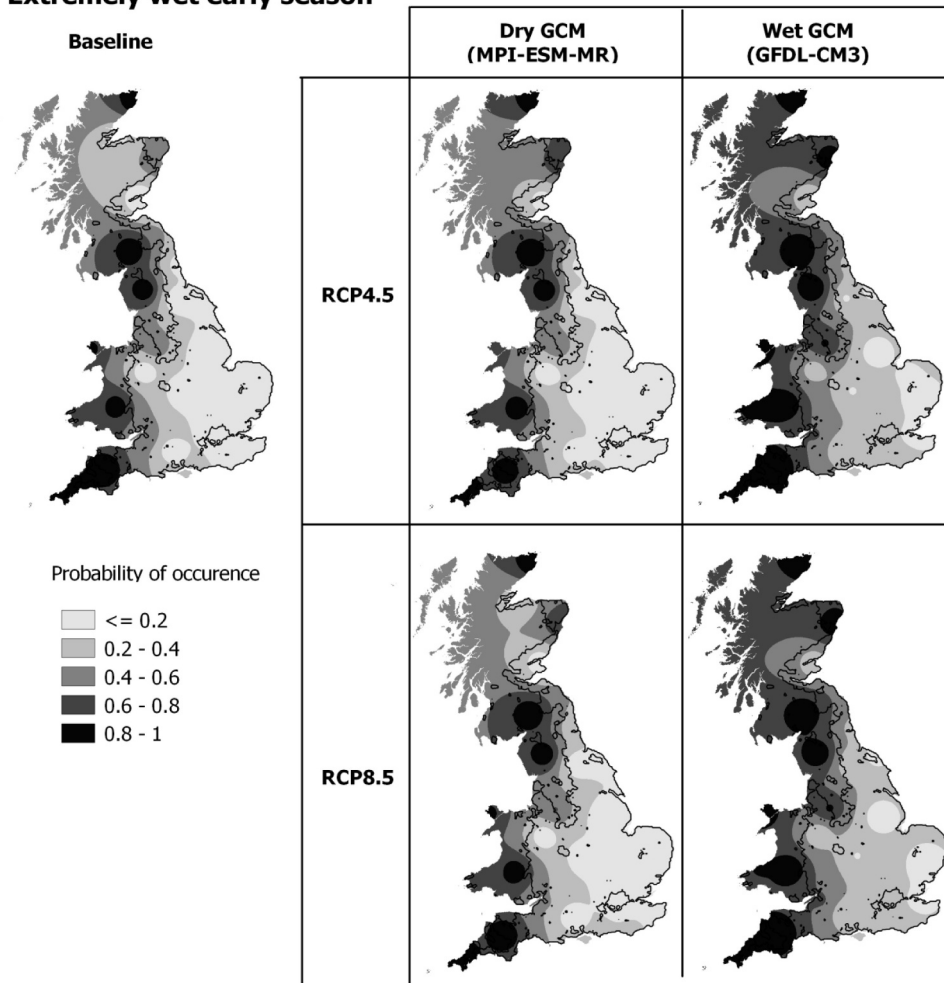 Extremely wet early season
Baseline
Dry GCM
(MPI-ESM-MR)
Wet GCM
(GFDL-CM3)
RCP4.5
Probability of occurence
<= 0.2
0.2 - 0.4
0.4 - 0.6
0.6 - 0.8
0.8 - 1
RCP8.5